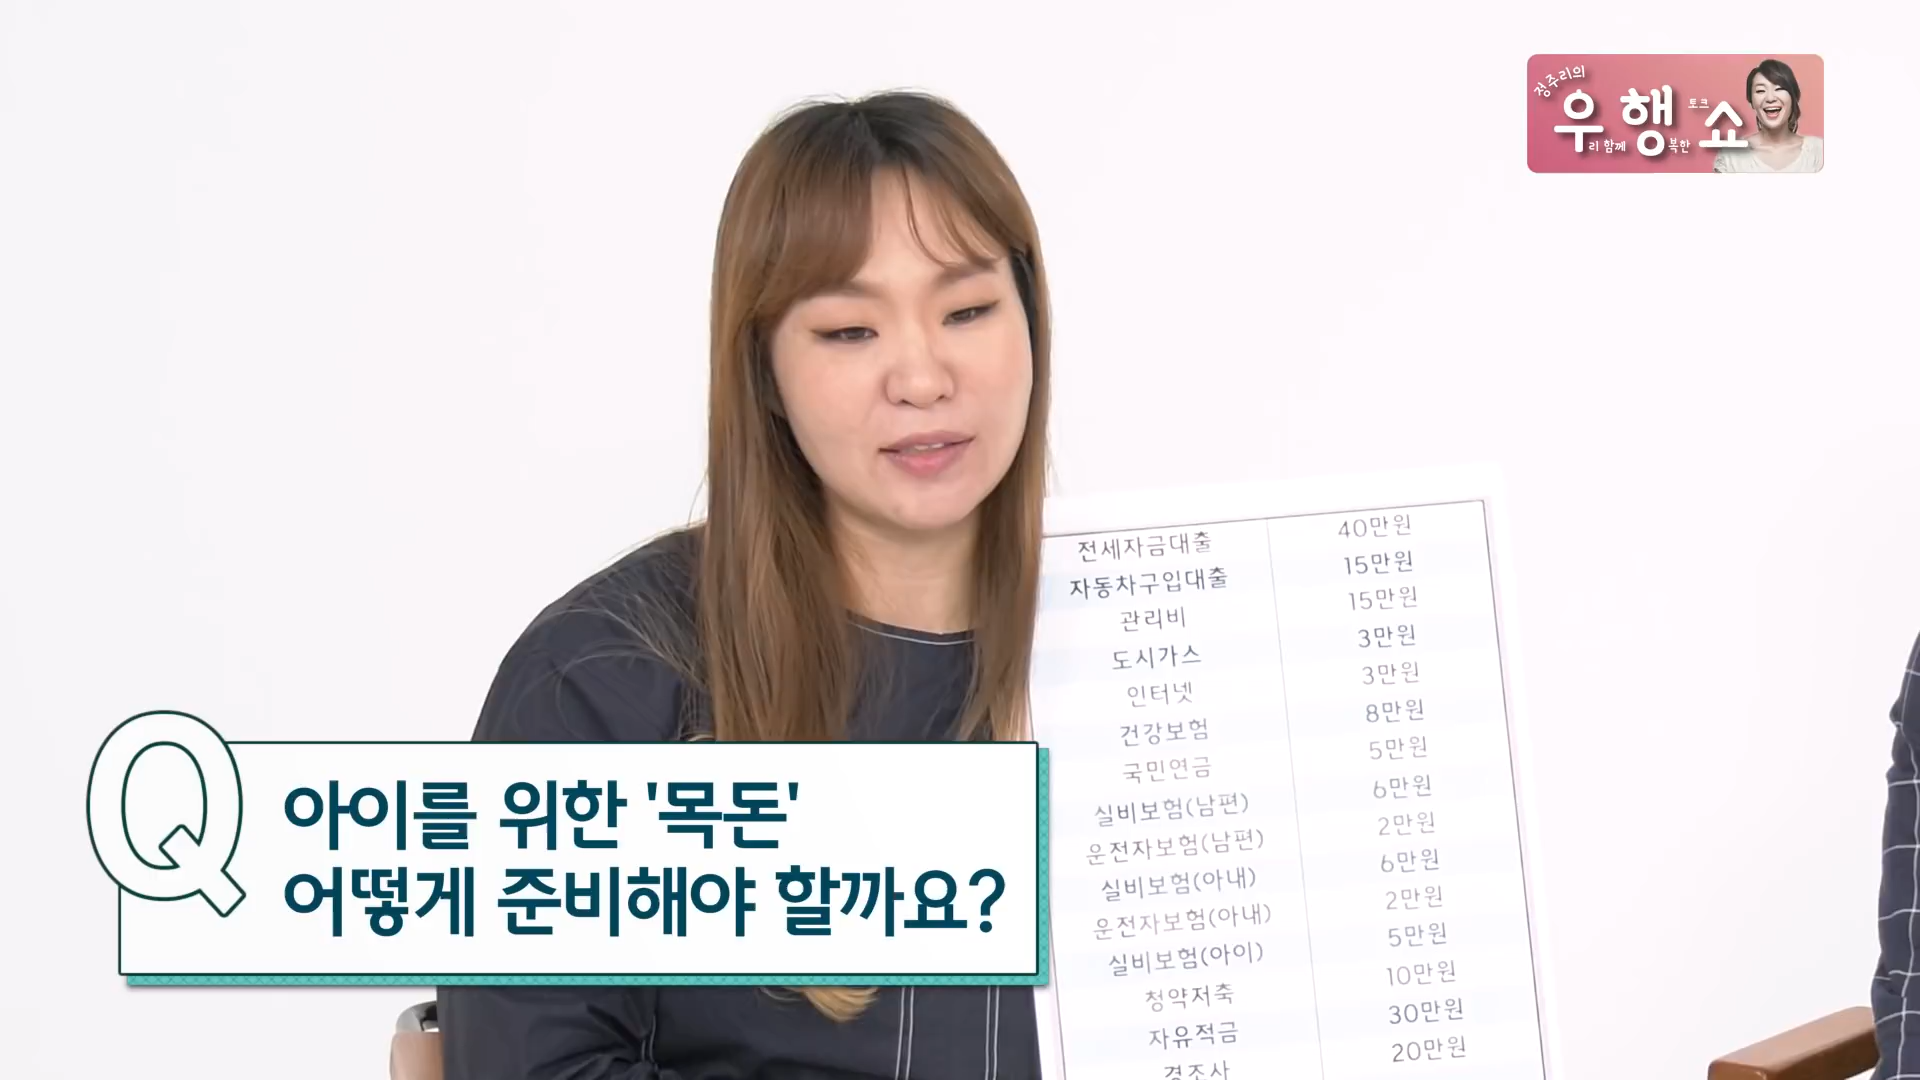 정주리의
우리 함께 행복한 토크쇼
전세자금대출 40만원
자동차구입대출 15만원
관리비 15만원
도시가스 3만원
인터넷 3만원
건강보험 8만원
국민연금 5만원
실비보험(남편) 6만원
운전자보험(남편) 2만원
실비보험(아내) 6만원
운전자보험(아내) 2만원
실비보험(아이) 5만원
청약저축 10만원
자유적금 30만원
경조사 20만원
Q 아이를 위한 '목돈'
어떻게 준비해야 할까요?